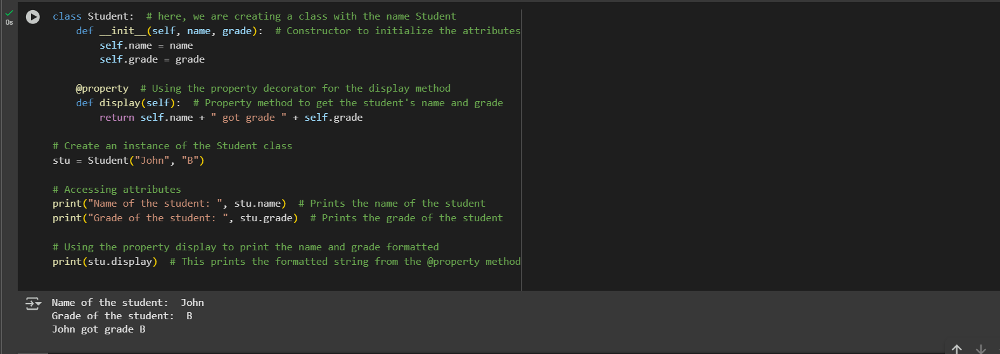 0s
class Student:  # here, we are creating a class with the name Student
    def __init__(self, name, grade):  # Constructor to initialize the attributes
        self.name = name
        self.grade = grade

    @property  # Using the property decorator for the display method
    def display(self):  # Property method to get the student's name and grade
        return self.name + " got grade " + self.grade

# Create an instance of the Student class
stu = Student("John", "B")

# Accessing attributes
print("Name of the student: ", stu.name)  # Prints the name of the student
print("Grade of the student: ", stu.grade)  # Prints the grade of the student

# Using the property display to print the name and grade formatted
print(stu.display)  # This prints the formatted string from the @property method

Name of the student:  John
Grade of the student:  B
John got grade B